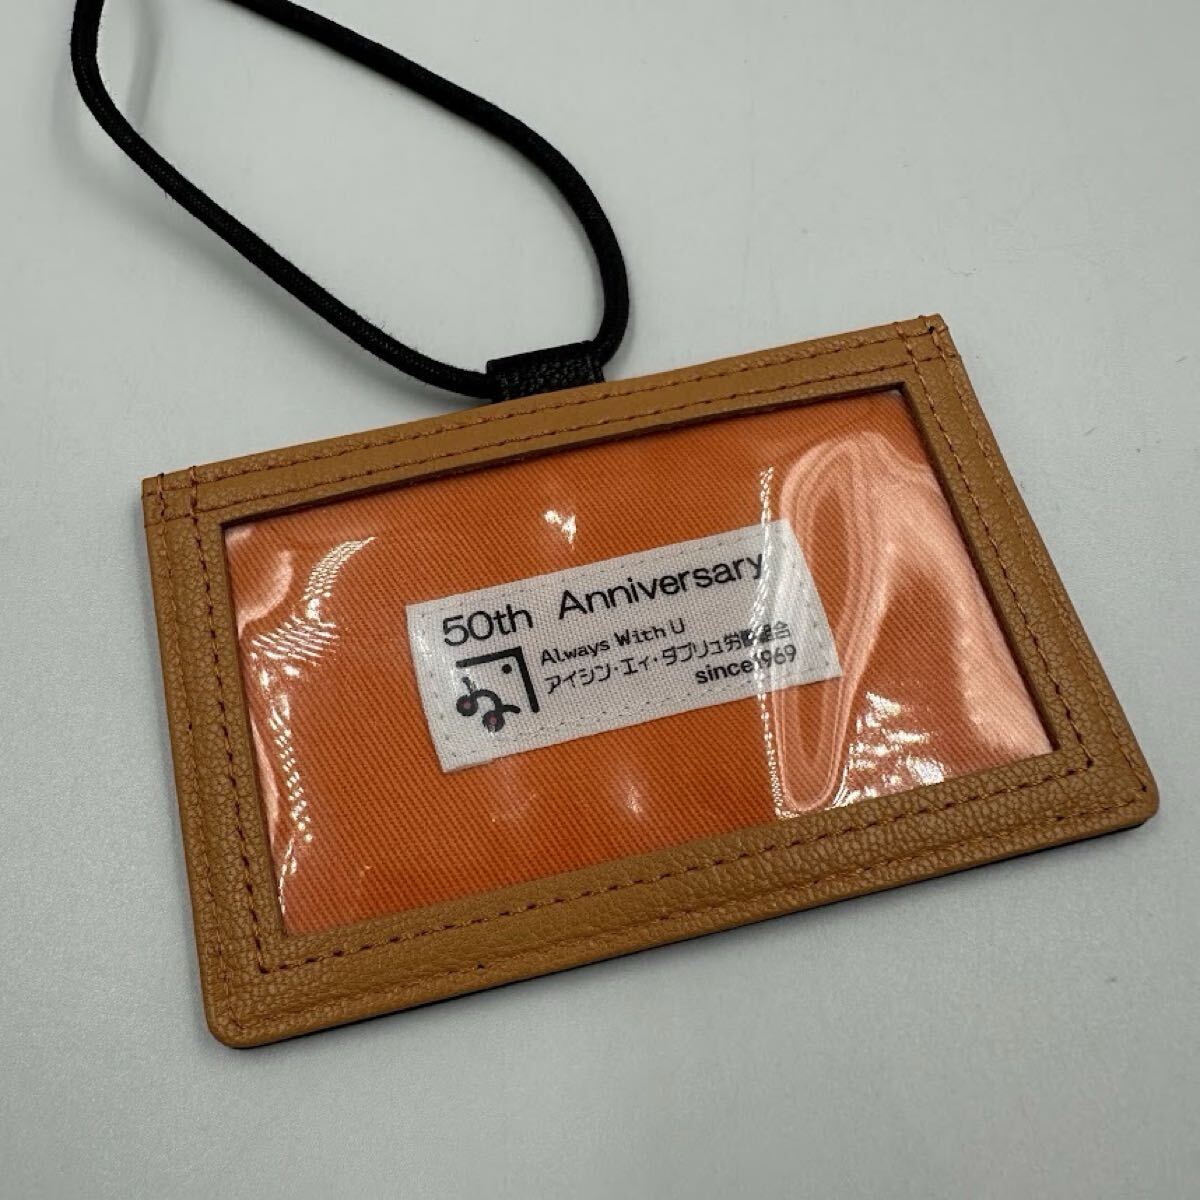 50th Anniversary
Always With U
アイシン・エィ・ダブリュ労働組合
since1969